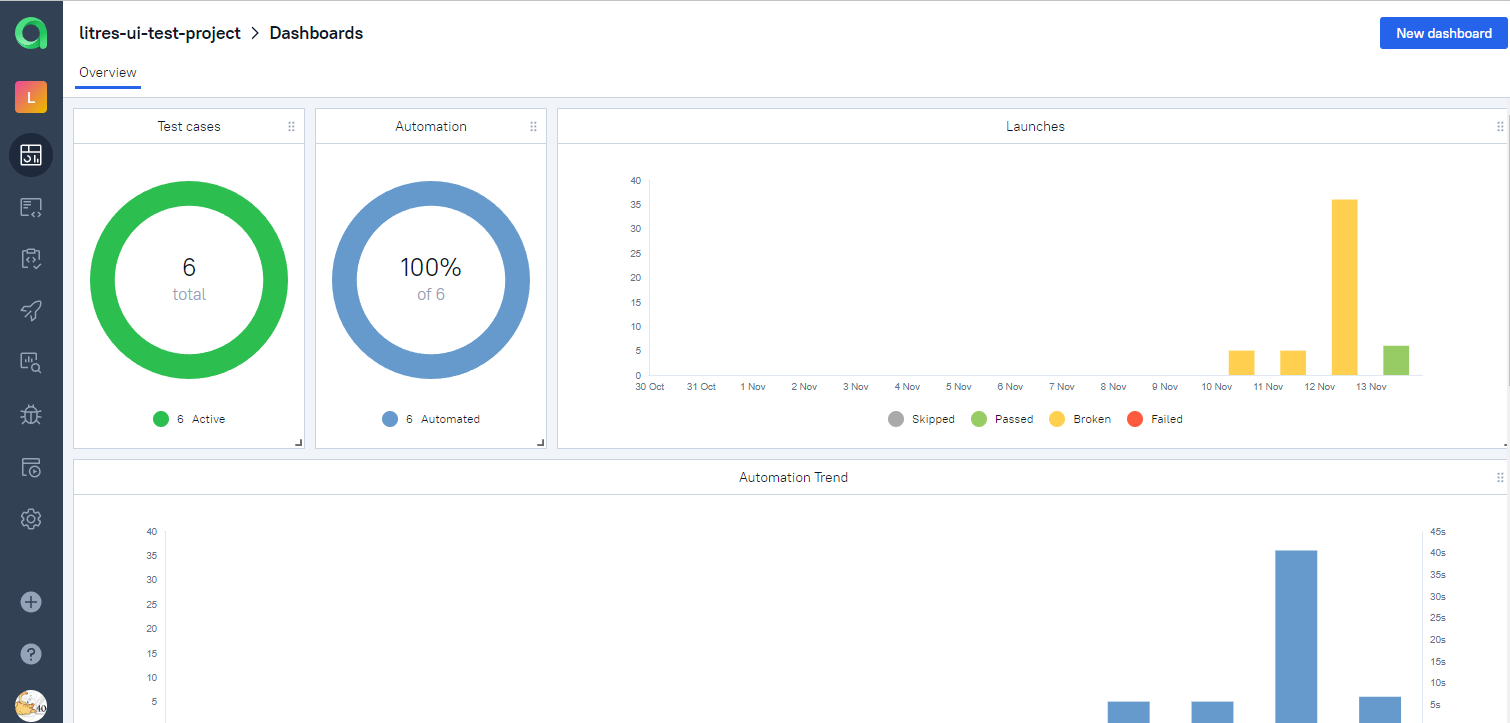 litres-ui-test-project > Dashboards
New dashboard
Overview
L
Test cases
6
total
6 Active
Automation
100%
of 6
6 Automated
Launches
40
35
30
25
20
15
10
5
0
30 Oct 31 Oct 1 Nov 2 Nov 3 Nov 4 Nov 5 Nov 6 Nov 7 Nov 8 Nov 9 Nov 10 Nov 11 Nov 12 Nov 13 Nov
Skipped Passed Broken Failed
Automation Trend
40
35
30
25
20
15
10
5
45s
40s
35s
30s
25s
20s
15s
10s
5s